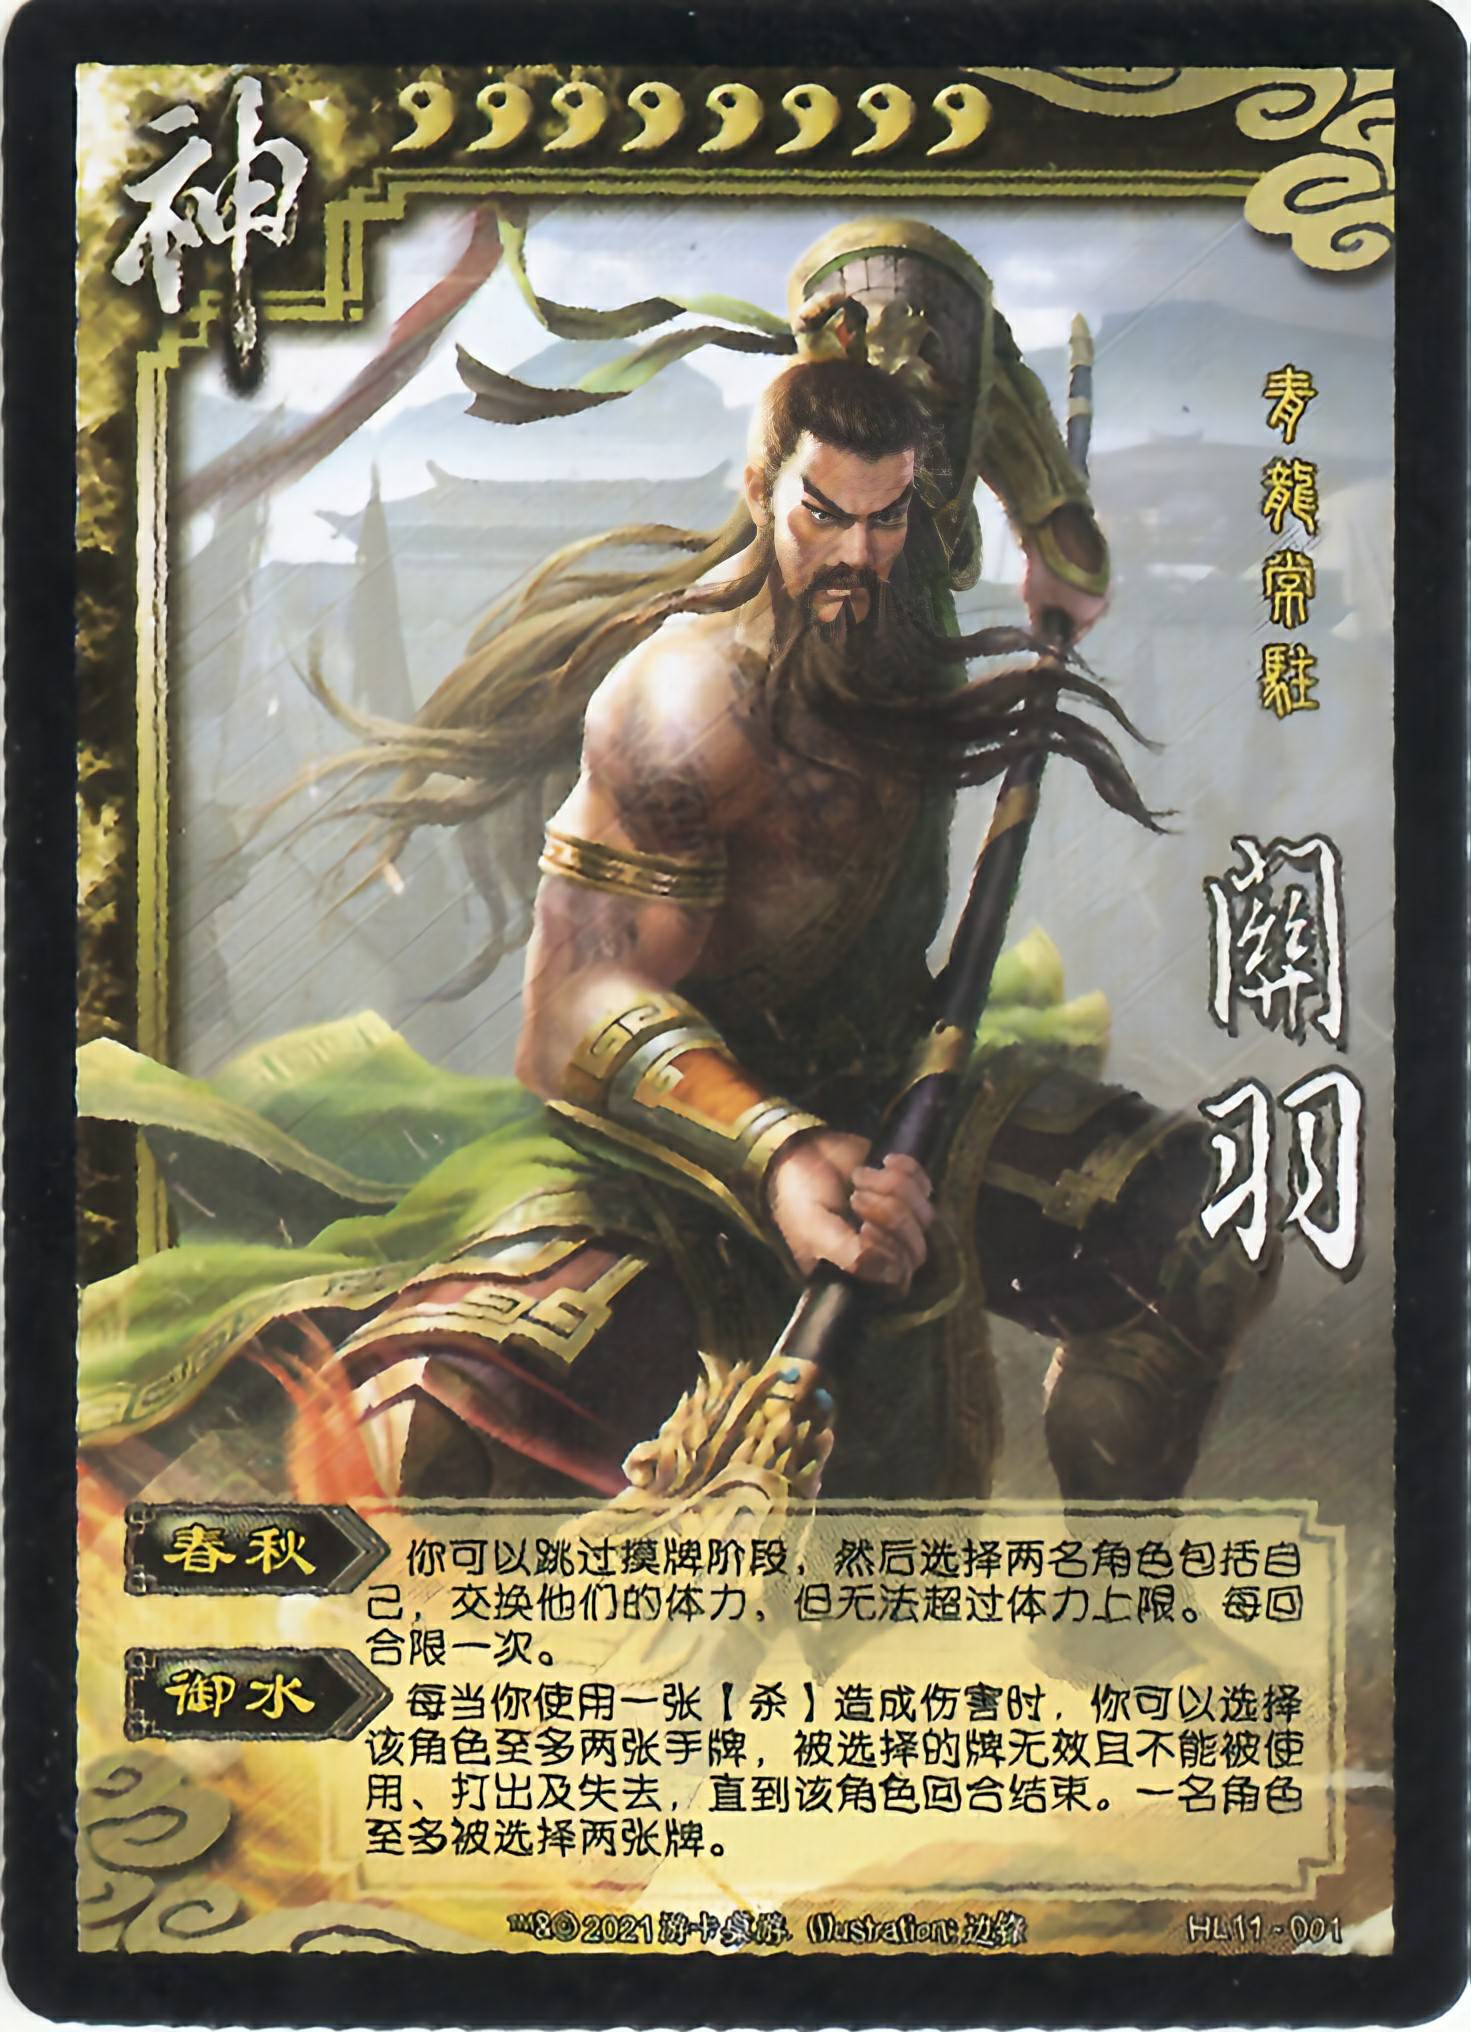 神
青龍常駐
關羽
春秋
你可以跳过摸牌阶段，然后选择两名角色包括自
己，交换他们的体力，但无法超过体力上限。每回
合限一次。
御水
每当你使用一张【杀】造成伤害时，你可以选择
该角色至多两张手牌，被选择的牌无效且不能被使
用、打出及失去，直到该角色回合结束。一名角色
至多被选择两张牌。
™&©2021游卡桌游. Illustration:边锋
HL11-001